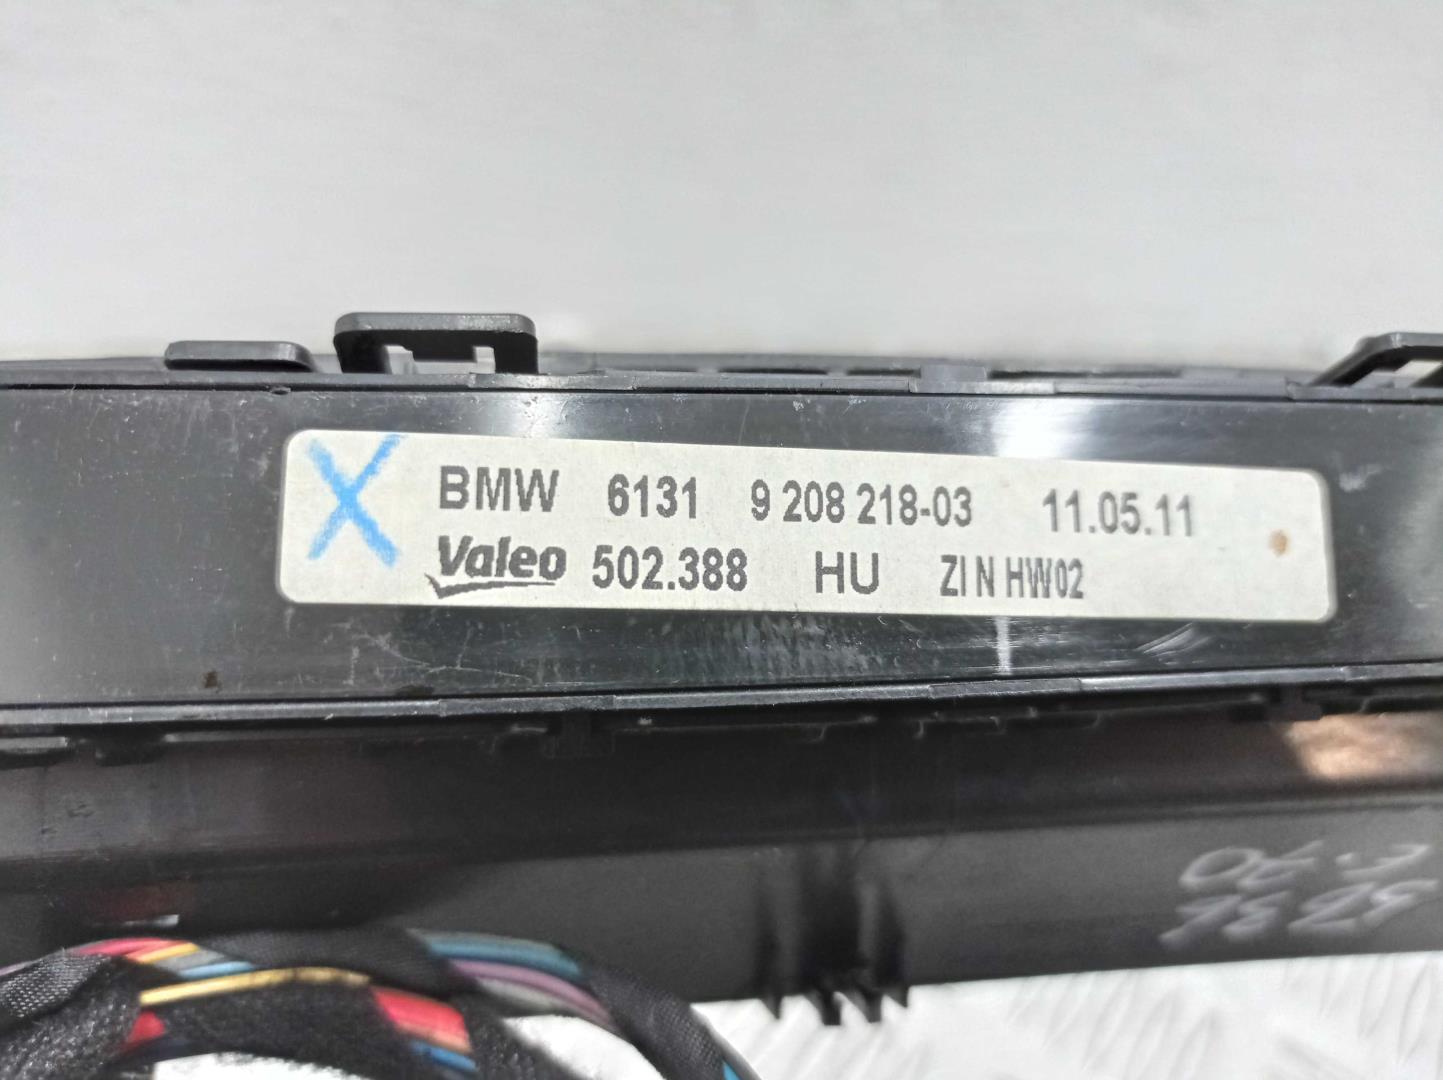 BMW 6131 9 208 218-03 11.05.11
Valeo 502.388 HU ZI N HW02